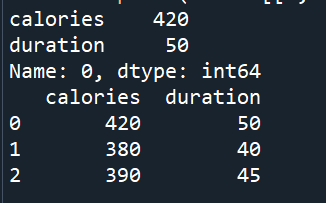 calories    420
duration     50
Name: 0, dtype: int64
   calories  duration
0       420        50
1       380        40
2       390        45